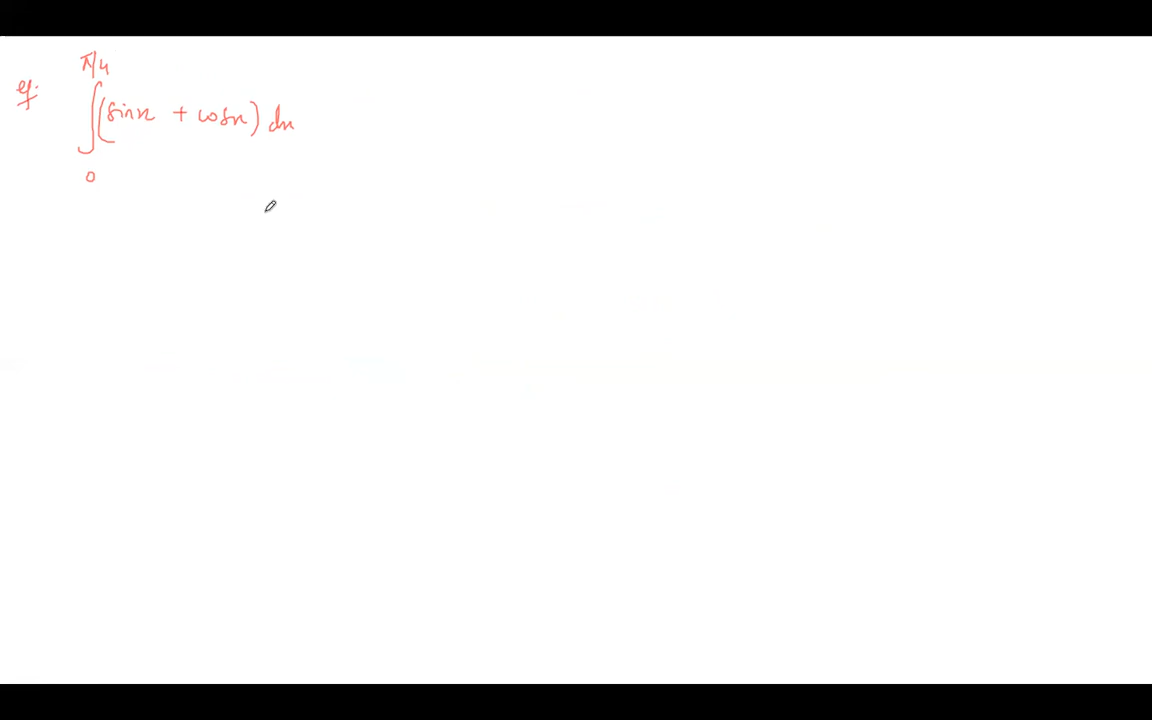 π/4
eg. ∫(sinx + cosx) dx
0